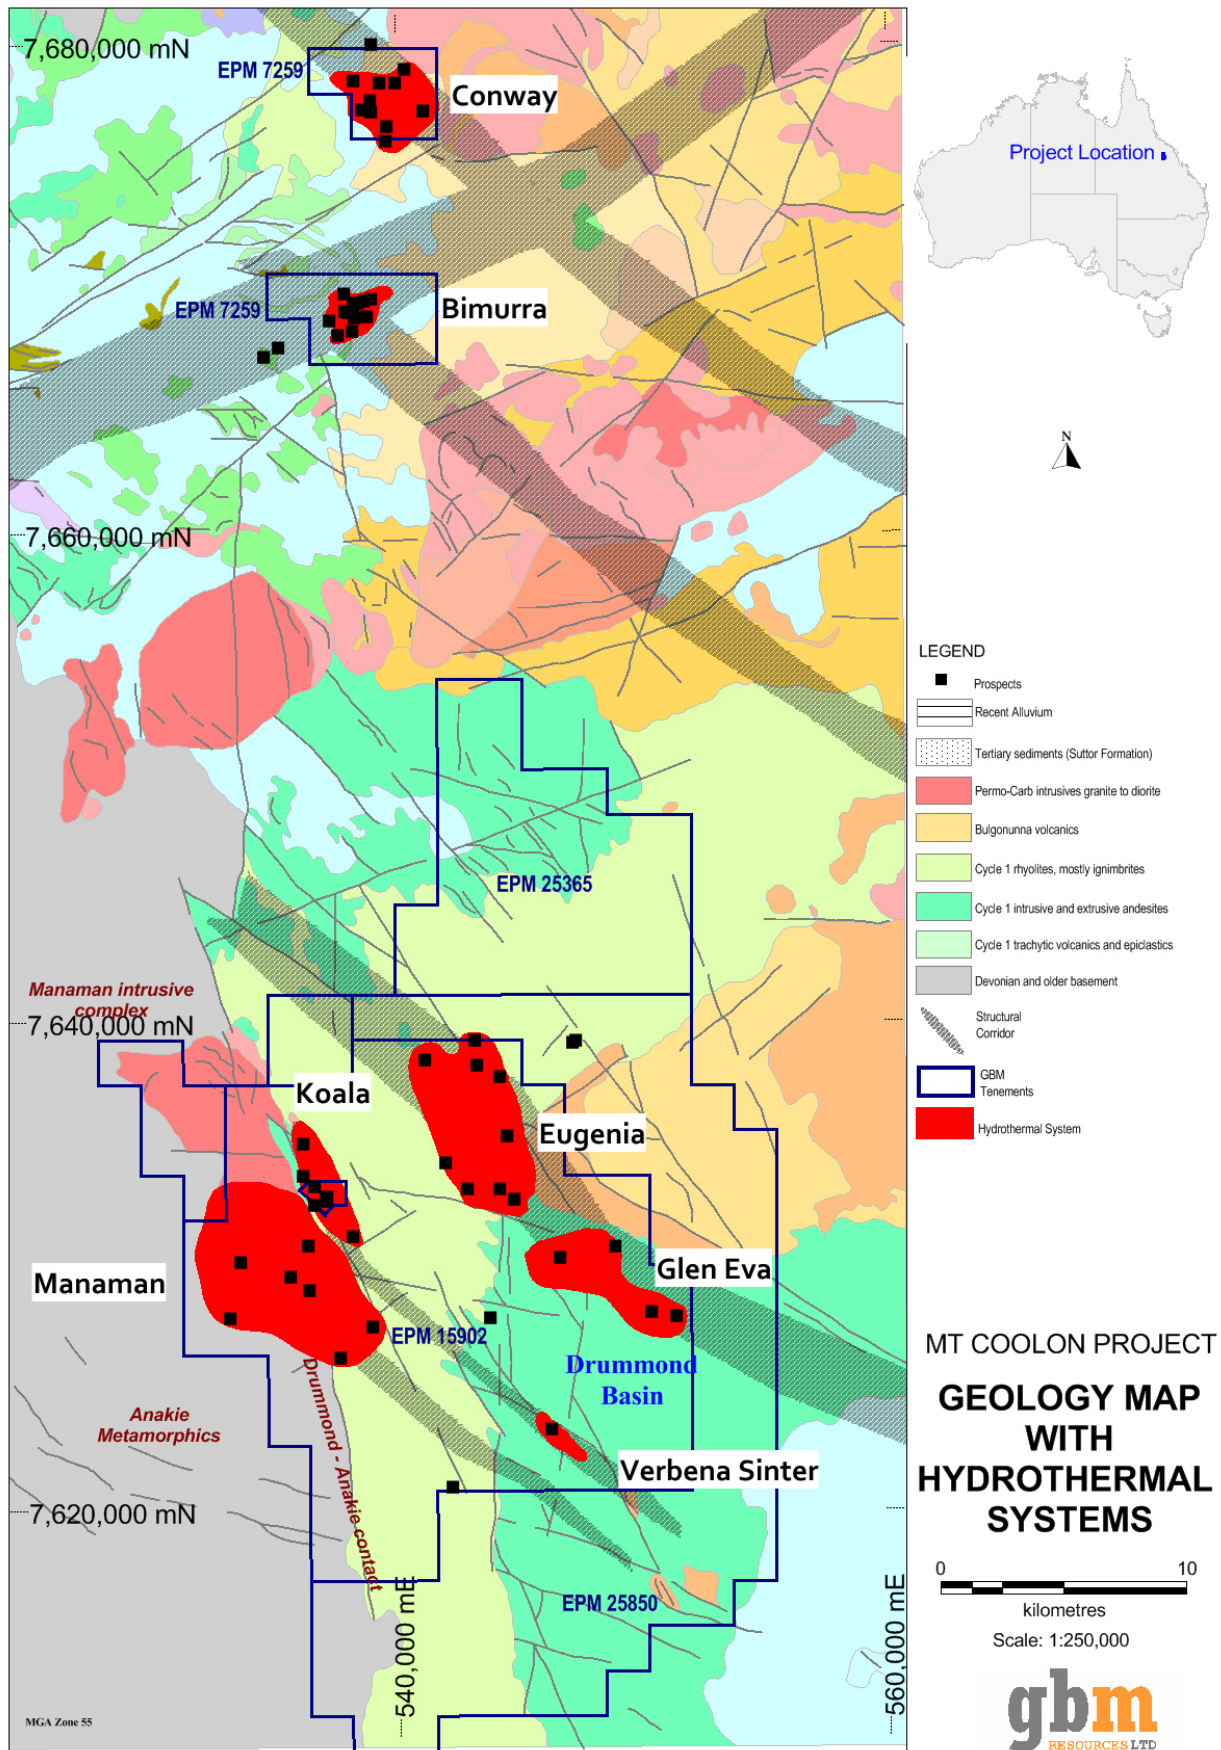 7,680,000 mN
EPM 7259
Conway
EPM 7259
Bimurra
7,660,000 mN
EPM 25365
Manaman intrusive
complex
7,640,000 mN
Koala
Eugenia
Manaman
Glen Eva
EPM 15902
Drummond
Basin
Drummond - Anakie contact
Anakie
Metamorphics
Verbena Sinter
7,620,000 mN
EPM 25850
540,000 mE
560,000 mE
MGA Zone 55
Project Location
N
LEGEND
Prospects
Recent Alluvium
Tertiary sediments (Suttor Formation)
Permo-Carb intrusives granite to diorite
Bulgonunna volcanics
Cycle 1 rhyolites, mostly ignimbrites
Cycle 1 intrusive and extrusive andesites
Cycle 1 trachytic volcanics and epiclastics
Devonian and older basement
Structural
Corridor
GBM
Tenements
Hydrothermal System
MT COOLON PROJECT
GEOLOGY MAP
WITH
HYDROTHERMAL
SYSTEMS
0 10
kilometres
Scale: 1:250,000
gbm
RESOURCES LTD